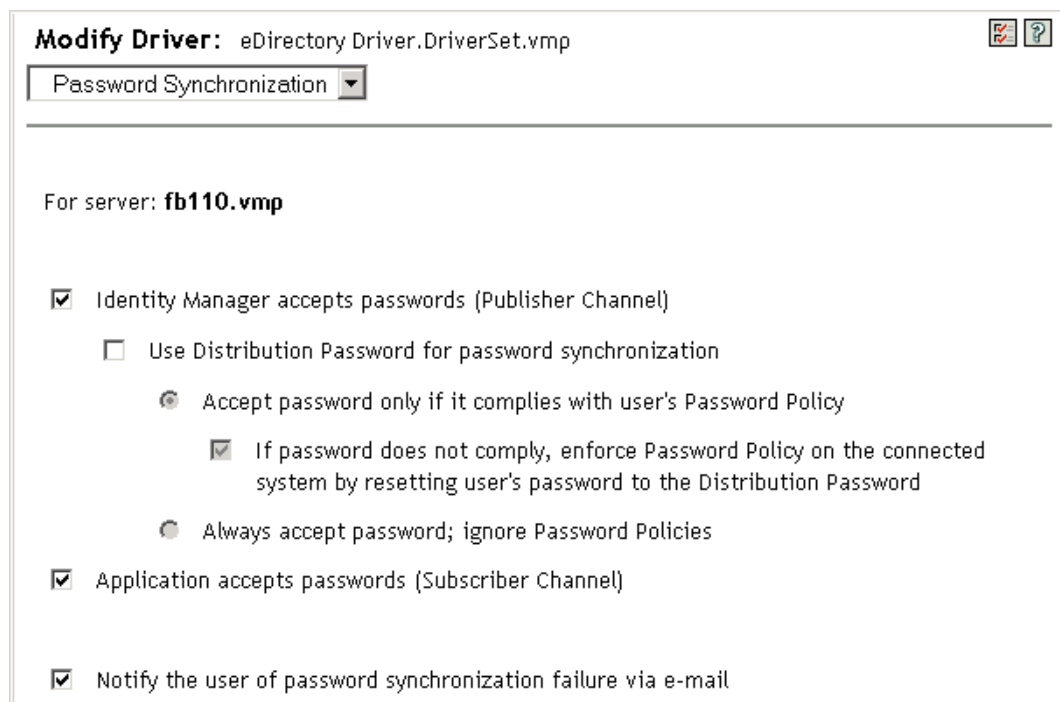 Modify Driver: eDirectory Driver.DriverSet.vmp
Password Synchronization
For server: fb110.vmp
Identity Manager accepts passwords (Publisher Channel)
Use Distribution Password for password synchronization
Accept password only if it complies with user's Password Policy
If password does not comply, enforce Password Policy on the connected
system by resetting user's password to the Distribution Password
Always accept password; ignore Password Policies
Application accepts passwords (Subscriber Channel)
Notify the user of password synchronization failure via e-mail